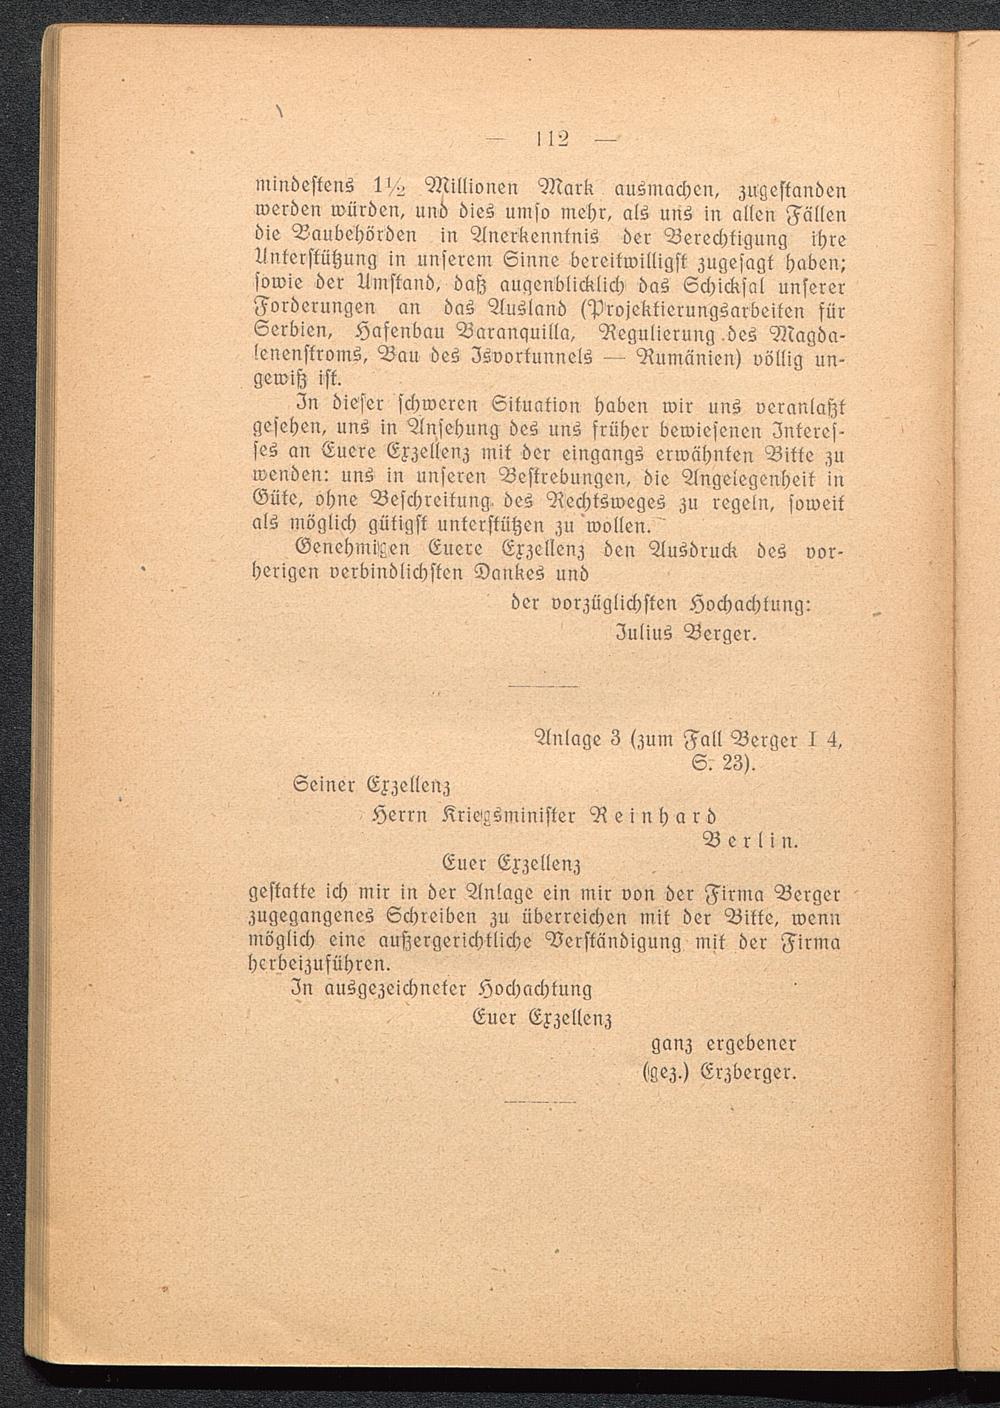 — 112 —
mindestens 1½ Millionen Mark ausmachen, zugestanden
werden würden, und dies umso mehr, als uns in allen Fällen
die Baubehörden in Anerkenntnis der Berechtigung ihre
Unterstützung in unserem Sinne bereitwilligst zugesagt haben;
sowie der Umstand, daß augenblicklich das Schicksal unserer
Forderungen an das Ausland (Projektierungsarbeiten für
Serbien, Hafenbau Baranquilla, Regulierung des Magda-
lenenstroms, Bau des Isvortunnels — Rumänien) völlig un-
gewiß ist.
In dieser schweren Situation haben wir uns veranlaßt
gesehen, uns in Ansehung des uns früher bewiesenen Interes-
ses an Euere Exzellenz mit der eingangs erwähnten Bitte zu
wenden: uns in unseren Bestrebungen, die Angelegenheit in
Güte, ohne Beschreitung des Rechtsweges zu regeln, soweit
als möglich gütigst unterstützen zu wollen.
Genehmigen Euere Exzellenz den Ausdruck des vor-
herigen verbindlichsten Dankes und
der vorzüglichsten Hochachtung:
Julius Berger.
Anlage 3 (zum Fall Berger I 4,
S. 23).
Seiner Exzellenz
Herrn Kriegsminister Reinhard
Berlin.
Euer Exzellenz
gestatte ich mir in der Anlage ein mir von der Firma Berger
zugegangenes Schreiben zu überreichen mit der Bitte, wenn
möglich eine außergerichtliche Verständigung mit der Firma
herbeizuführen.
In ausgezeichneter Hochachtung
Euer Exzellenz
ganz ergebener
(gez.) Erzberger.